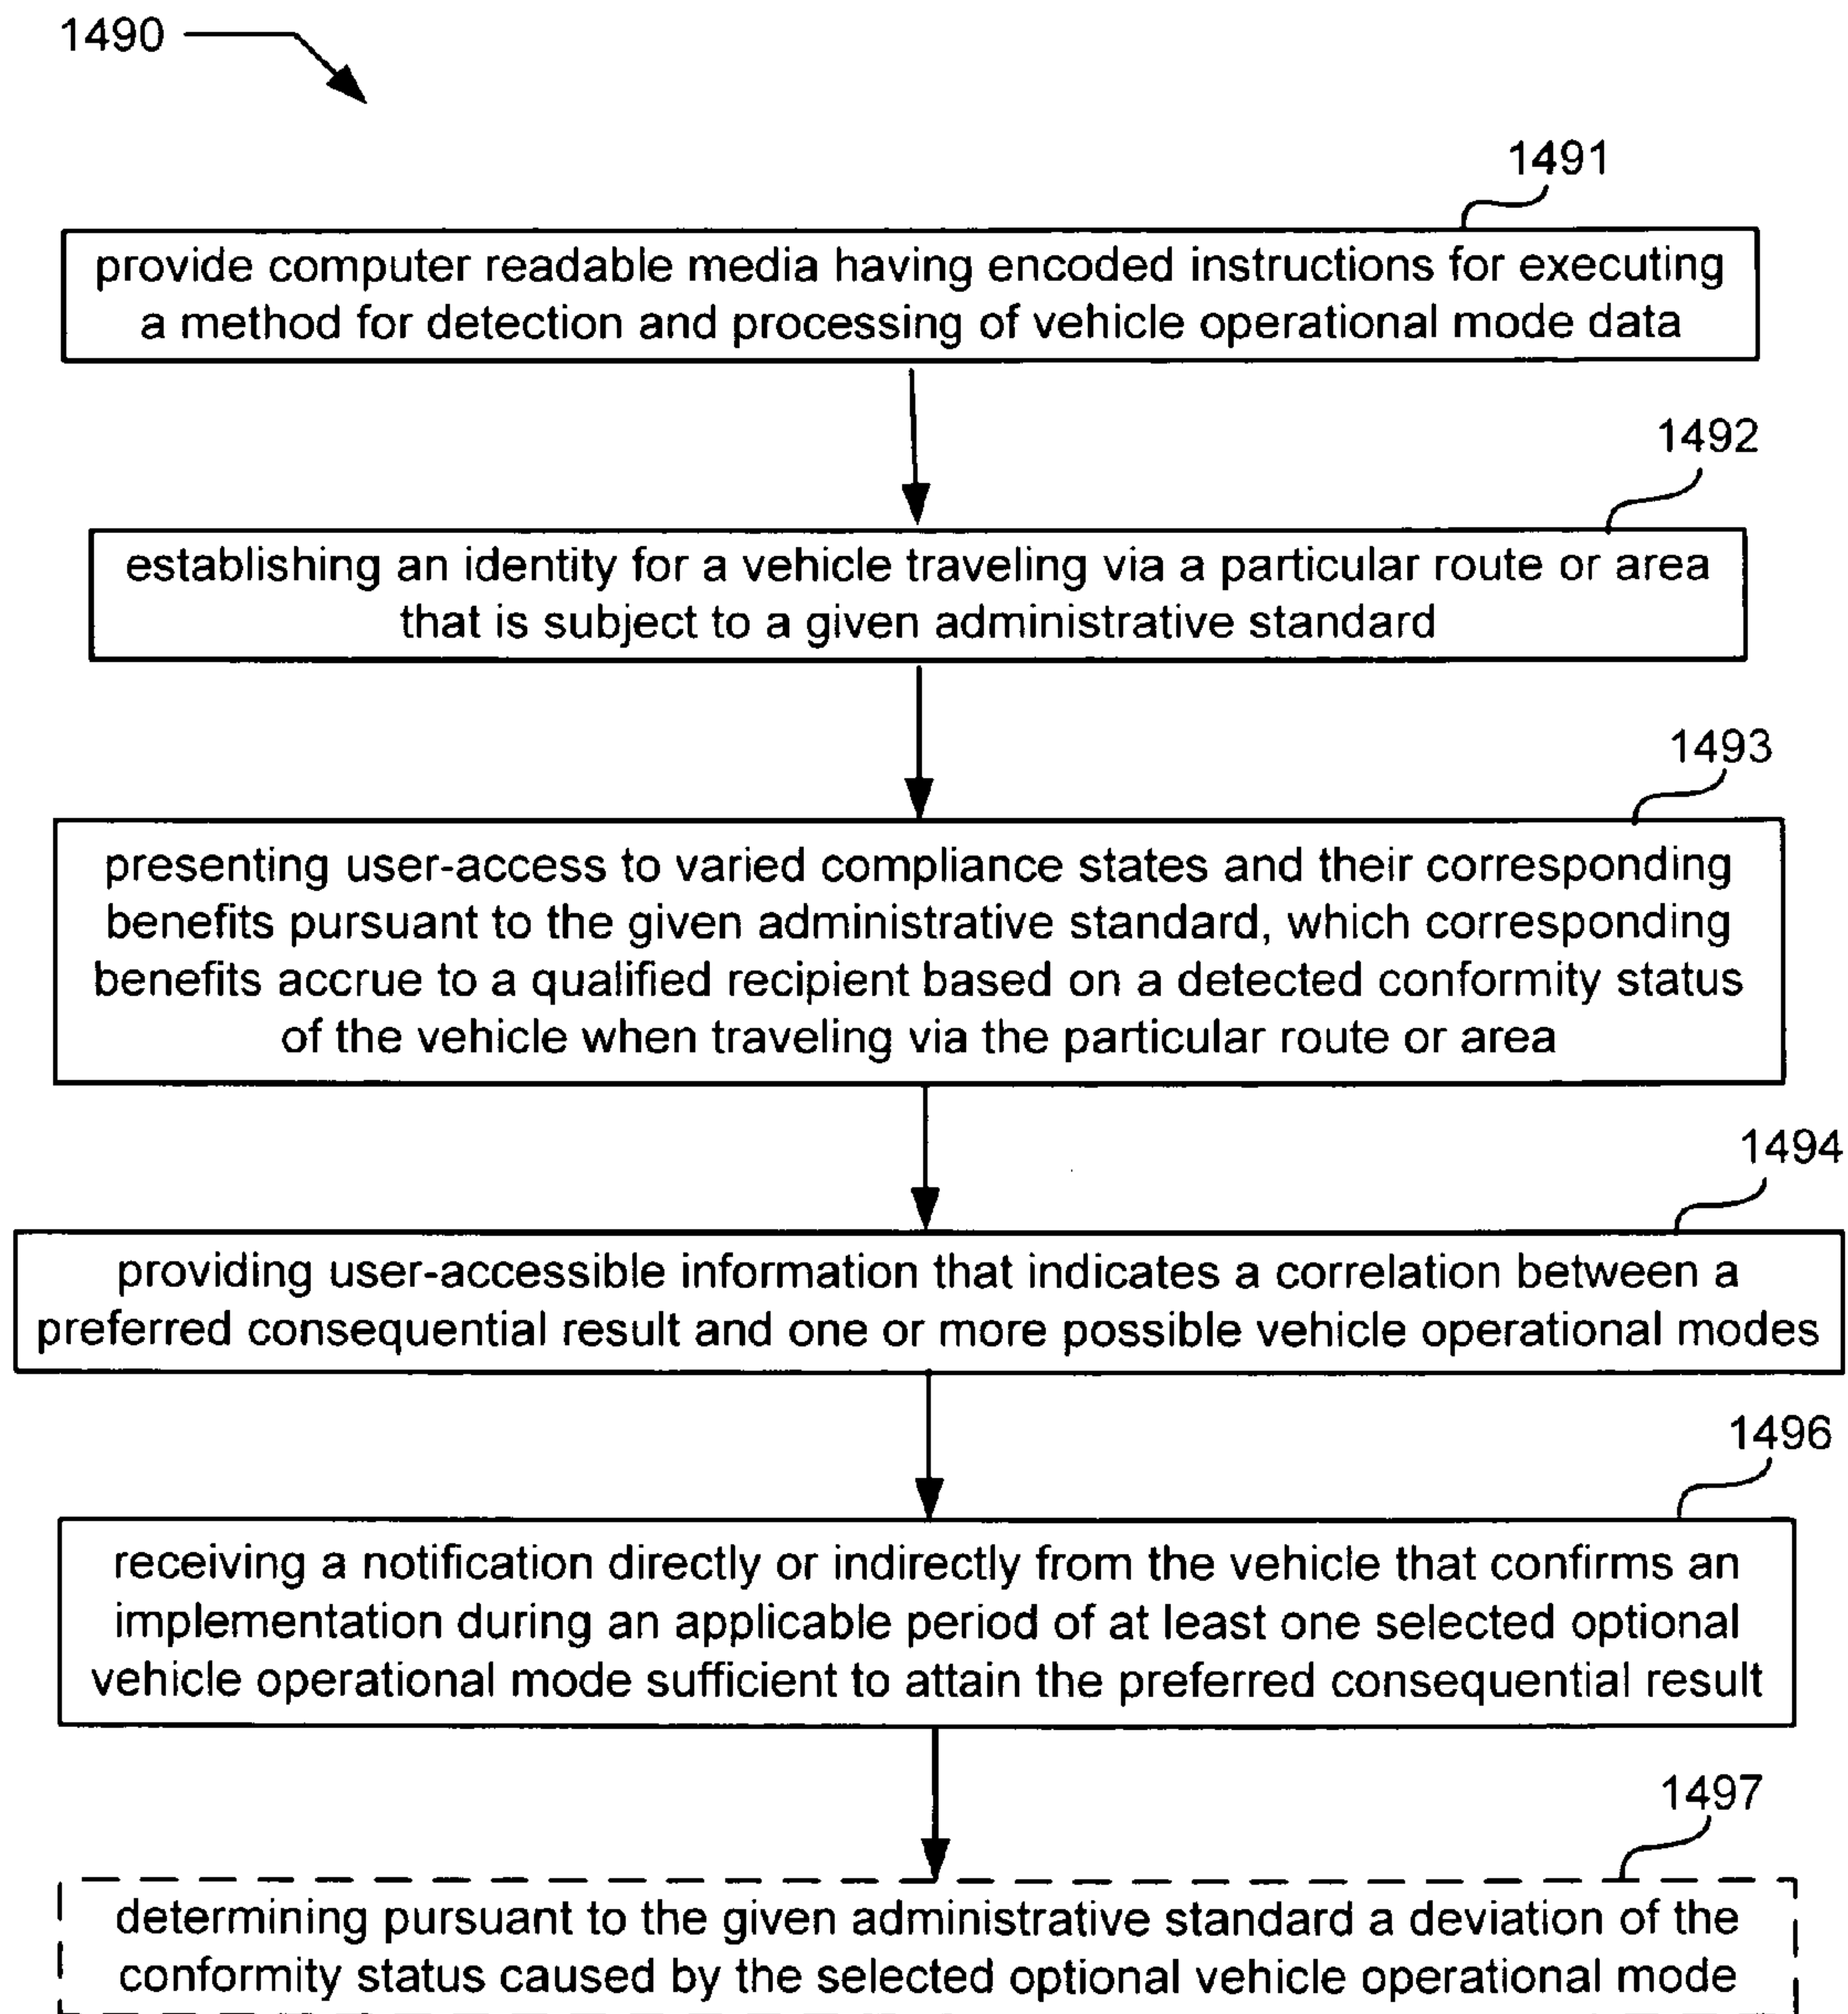 1490
1491
provide computer readable media having encoded instructions for executing
a method for detection and processing of vehicle operational mode data
1492
establishing an identity for a vehicle traveling via a particular route or area
that is subject to a given administrative standard
1493
presenting user-access to varied compliance states and their corresponding
benefits pursuant to the given administrative standard, which corresponding
benefits accrue to a qualified recipient based on a detected conformity status
of the vehicle when traveling via the particular route or area
1494
providing user-accessible information that indicates a correlation between a
preferred consequential result and one or more possible vehicle operational modes
1496
receiving a notification directly or indirectly from the vehicle that confirms an
implementation during an applicable period of at least one selected optional
vehicle operational mode sufficient to attain the preferred consequential result
1497
determining pursuant to the given administrative standard a deviation of the
conformity status caused by the selected optional vehicle operational mode